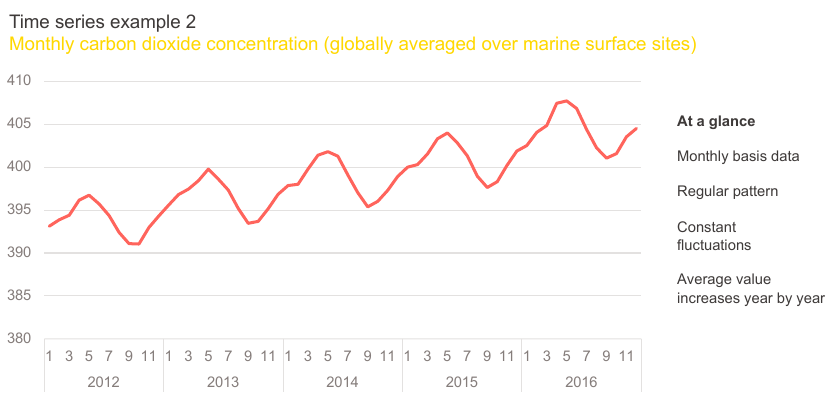 Time series example 2
Monthly carbon dioxide concentration (globally averaged over marine surface sites)
410
405
400
395
390
385
380
1 3 5 7 9 11 1 3 5 7 9 11 1 3 5 7 9 11 1 3 5 7 9 11 1 3 5 7 9 11
2012 2013 2014 2015 2016
At a glance
Monthly basis data
Regular pattern
Constant
fluctuations
Average value
increases year by year